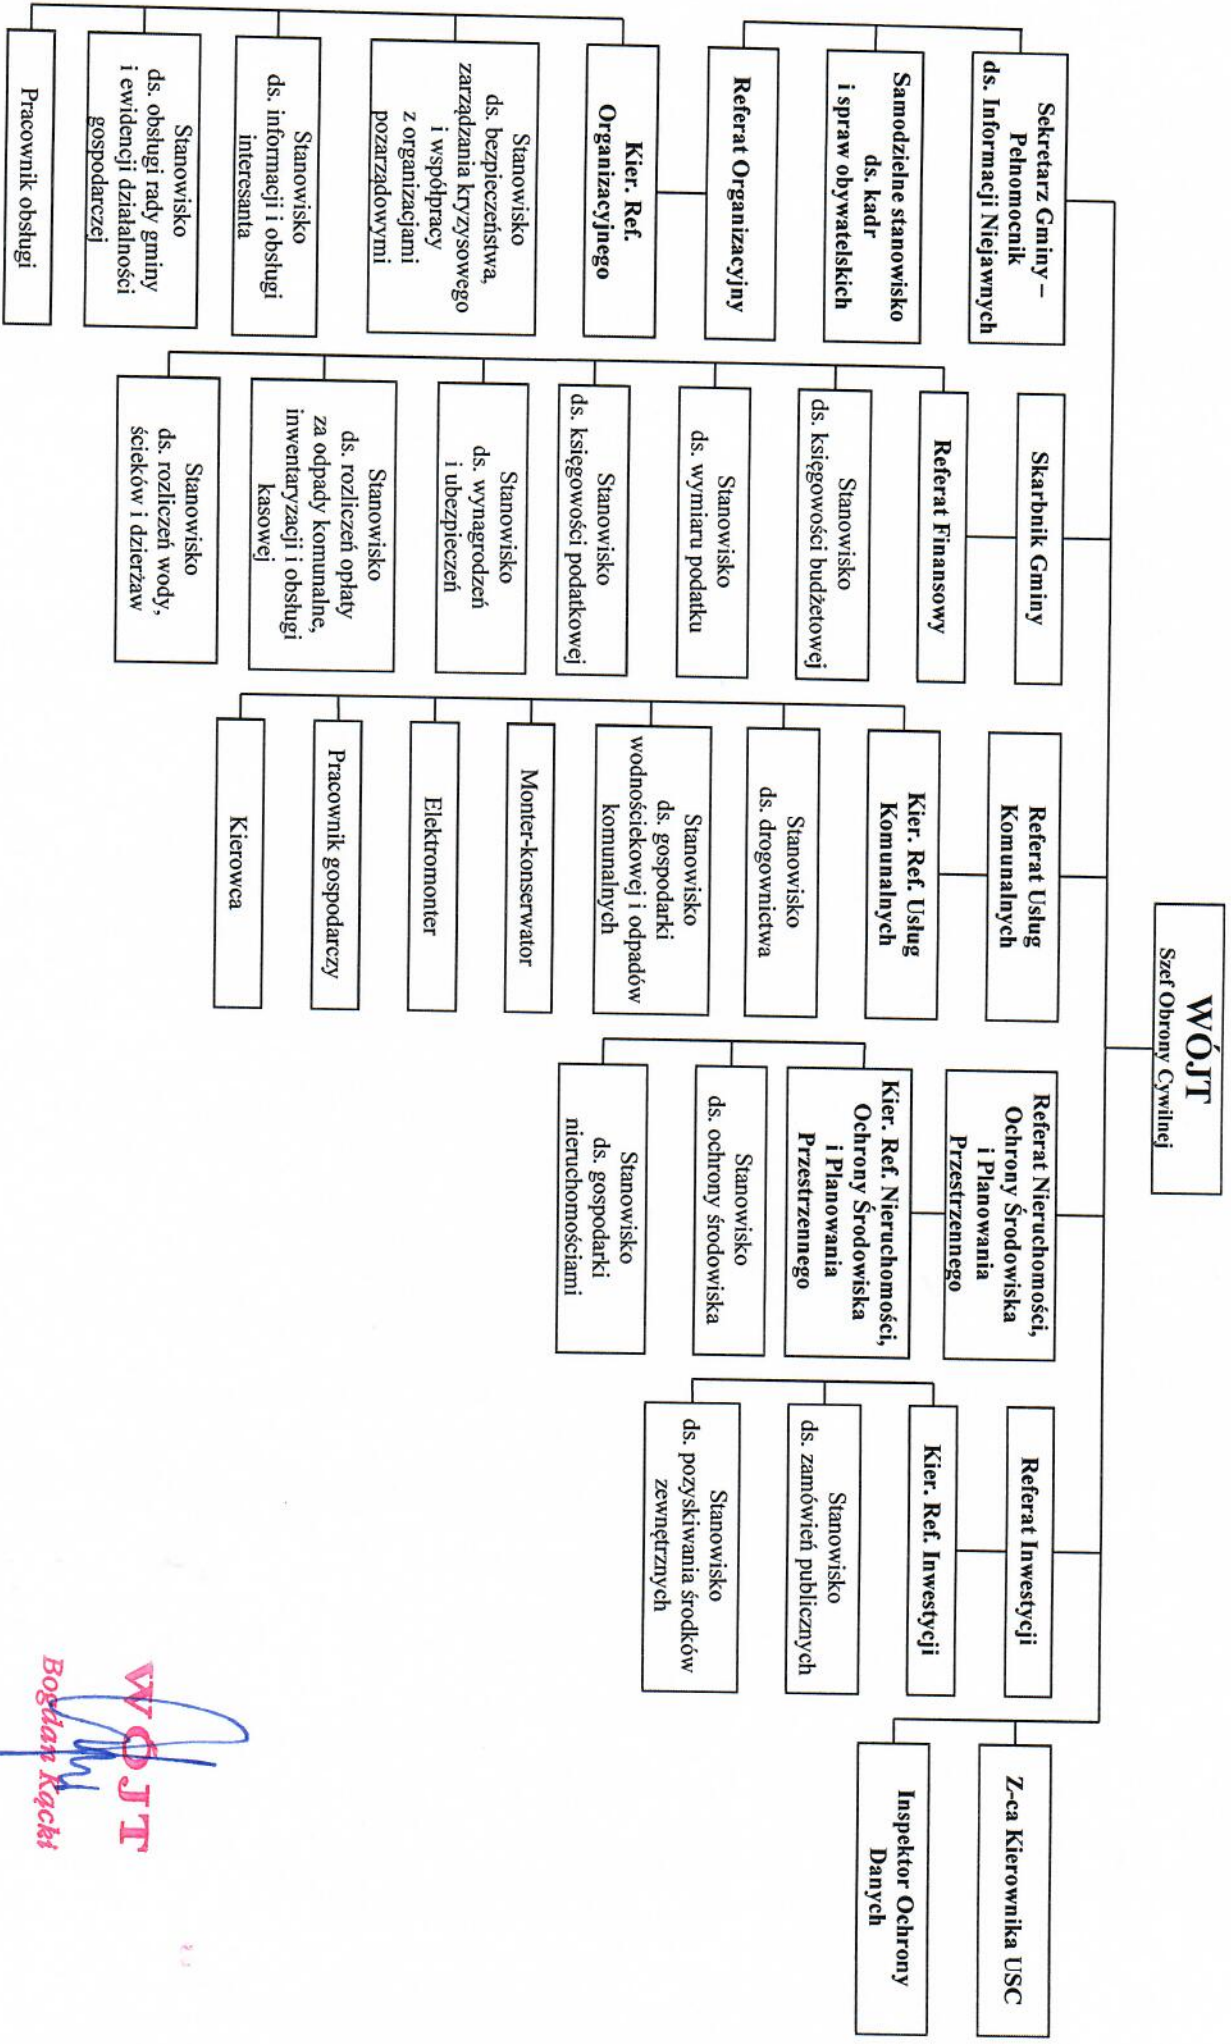 WÓJT
Szef Obrony Cywilnej
Sekretarz Gminy –
Pełnomocnik
ds. Informacji Niejawnych
Samodzielne stanowisko
ds. kadr
i spraw obywatelskich
Referat Organizacyjny
Kier. Ref.
Organizacyjnego
Stanowisko
ds. bezpieczeństwa,
zarządzania kryzysowego
i współpracy
z organizacjami
pozarządowymi
Stanowisko
ds. informacji i obsługi
interesanta
Stanowisko
ds. obsługi rady gminy
i ewidencji działalności
gospodarczej
Pracownik obsługi
Skarbnik Gminy
Referat Finansowy
Stanowisko
ds. księgowości budżetowej
Stanowisko
ds. wymiaru podatku
Stanowisko
ds. księgowości podatkowej
Stanowisko
ds. wynagrodzeń
i ubezpieczeń
Stanowisko
ds. rozliczeń opłaty
za odpady komunalne,
inwentaryzacji i obsługi
kasowej
Stanowisko
ds. rozliczeń wody,
ścieków i dzierżaw
Referat Usług
Komunalnych
Kier. Ref. Usług
Komunalnych
Stanowisko
ds. drogownictwa
Stanowisko
ds. gospodarki
wodnościekowej i odpadów
komunalnych
Monter-konserwator
Elektromonter
Pracownik gospodarczy
Kierowca
Referat Nieruchomości,
Ochrony Środowiska
i Planowania
Przestrzennego
Kier. Ref. Nieruchomości,
Ochrony Środowiska
i Planowania
Przestrzennego
Stanowisko
ds. ochrony środowiska
Stanowisko
ds. gospodarki
nieruchomościami
Referat Inwestycji
Kier. Ref. Inwestycji
Stanowisko
ds. zamówień publicznych
Stanowisko
ds. pozyskiwania środków
zewnętrznych
Z-ca Kierownika USC
Inspektor Ochrony
Danych
WÓJT
Bogdan Kącki